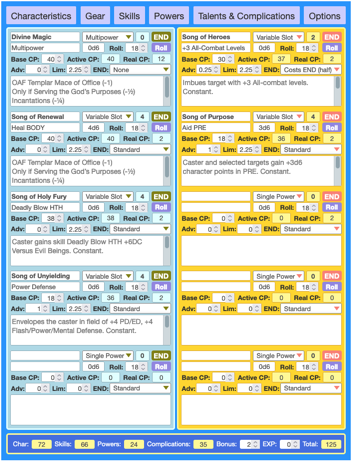 Characteristics Gear Skills Powers Talents & Complications Options
Divine Magic Multipower 0 END
Multipower 0d6 Roll: 18 Roll
Base CP: 40 Active CP: 40 Real CP: 12
Adv: 0 Lim: 2.25 END: None
OAF Templar Mace of Office (-1)
Only if Serving the God's Purposes (-½)
Incantations (-¼)
Song of Renewal Variable Slot 4 END
Heal BODY 4d6 Roll: 18 Roll
Base CP: 40 Active CP: 40 Real CP: 2
Adv: 0 Lim: 2.25 END: Standard
OAF Templar Mace of Office (-1)
Only if Serving the God's Purposes (-½)
Incantations (-¼)
Song of Holy Fury Variable Slot 4 END
Deadly Blow HTH 0d6 Roll: 18 Roll
Base CP: 38 Active CP: 38 Real CP: 2
Adv: 0 Lim: 2.25 END: Standard
Caster gains skill Deadly Blow HTH +6DC
Versus Evil Beings. Constant.
Song of Unyielding Variable Slot 4 END
Power Defense 0d6 Roll: 18 Roll
Base CP: 18 Active CP: 36 Real CP: 2
Adv: 1 Lim: 2.25 END: Standard
Envelopes the caster in field of +4 PD/ED, +4
Flash/Power/Mental Defense. Constant.
Single Power 0 END
0d6 Roll: 18 Roll
Base CP: 0 Active CP: 0 Real CP: 0
Adv: 0 Lim: 0 END: Standard
Song of Heroes Variable Slot 2 END
+3 All-Combat Levels 0d6 Roll: 18 Roll
Base CP: 30 Active CP: 37 Real CP: 2
Adv: 0.25 Lim: 2.25 END: Costs END (half)
Imbues target with +3 All-combat levels.
Constant.
Song of Purpose Variable Slot 4 END
Aid PRE 3d6 Roll: 18 Roll
Base CP: 18 Active CP: 36 Real CP: 2
Adv: 1 Lim: 2.25 END: Standard
Caster and selected targets gain +3d6
character points in PRE. Constant.
Single Power 0 END
0d6 Roll: 18 Roll
Base CP: 0 Active CP: 0 Real CP: 0
Adv: 0 Lim: 0 END: Standard
Single Power 0 END
0d6 Roll: 18 Roll
Base CP: 0 Active CP: 0 Real CP: 0
Adv: 0 Lim: 0 END: Standard
Single Power 0 END
0d6 Roll: 18 Roll
Base CP: 0 Active CP: 0 Real CP: 0
Adv: 0 Lim: 0 END: Standard
Char: 72 Skills: 66 Powers: 24 Complications: 35 Bonus: 2 EXP: 0 Total: 125